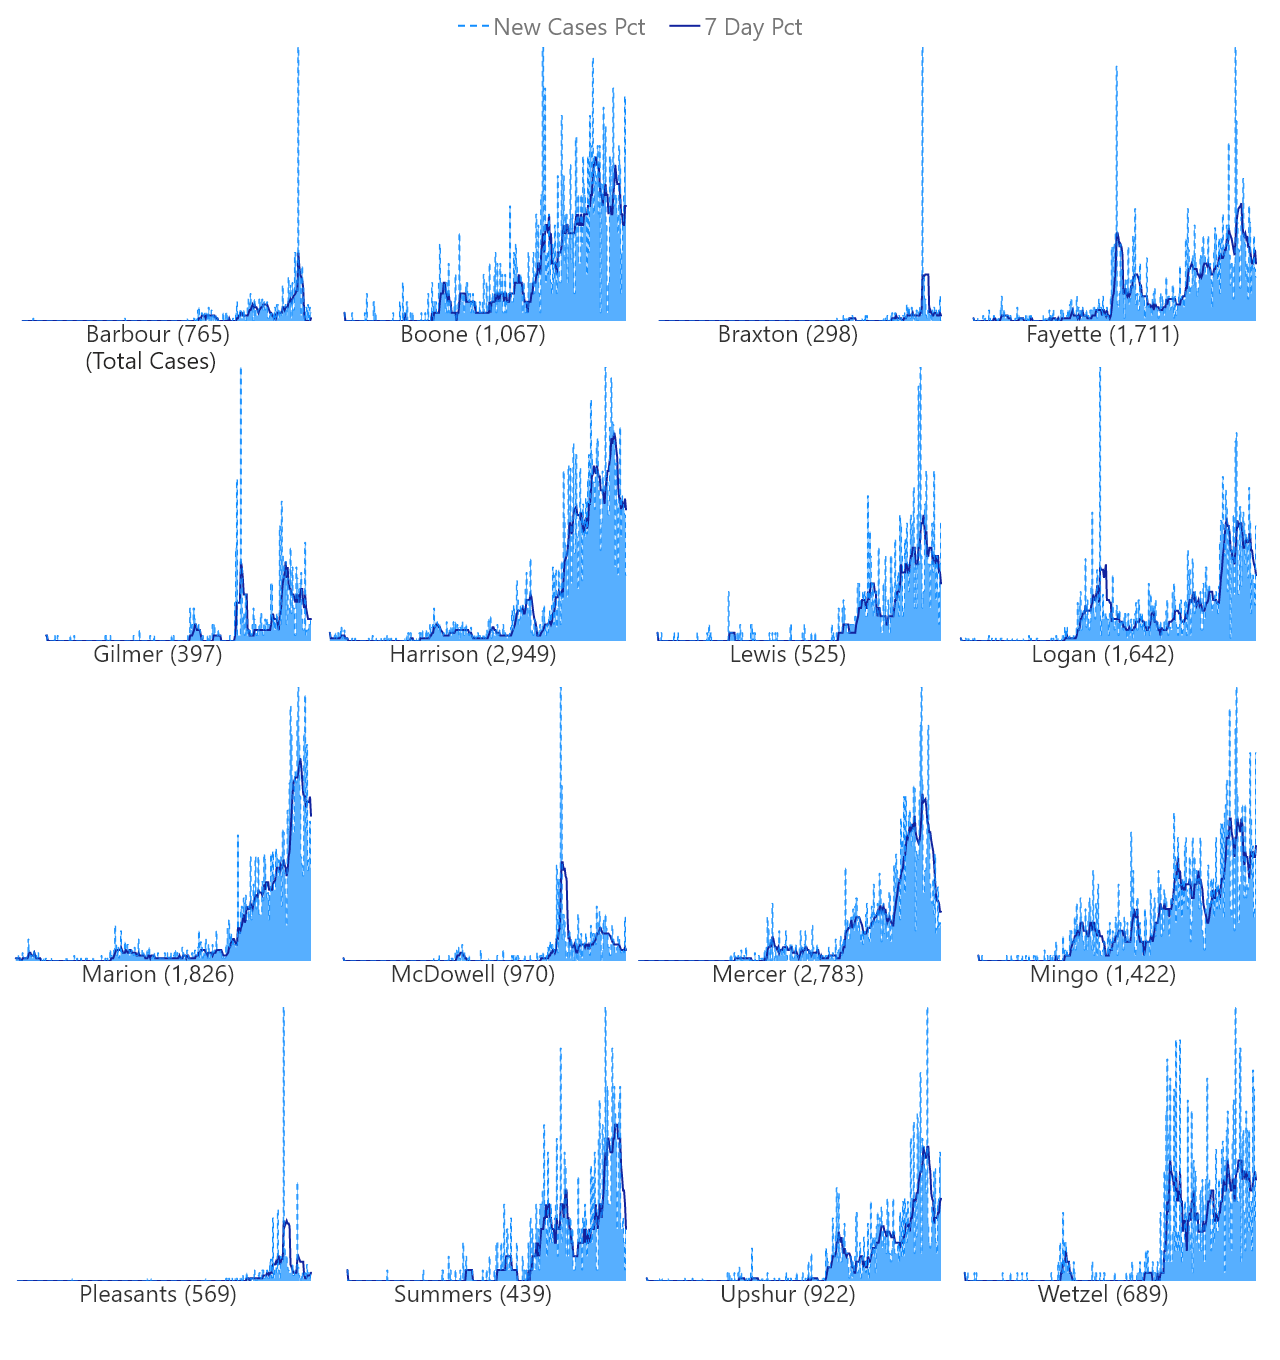 New Cases Pct 7 Day Pct
Barbour (765) Boone (1,067) Braxton (298) Fayette (1,711)
(Total Cases)
Gilmer (397) Harrison (2,949) Lewis (525) Logan (1,642)
Marion (1,826) McDowell (970) Mercer (2,783) Mingo (1,422)
Pleasants (569) Summers (439) Upshur (922) Wetzel (689)